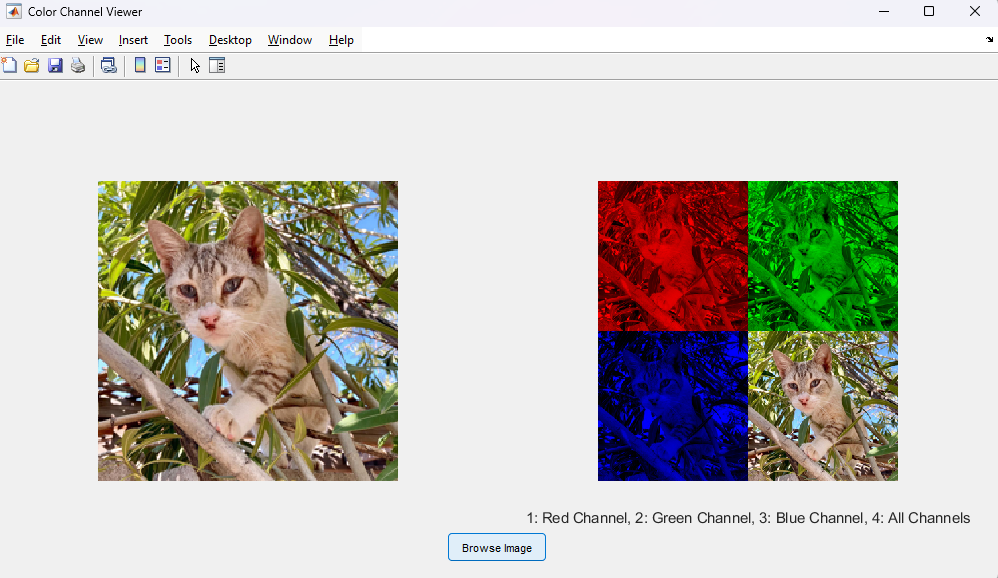 Color Channel Viewer
File Edit View Insert Tools Desktop Window Help
1: Red Channel, 2: Green Channel, 3: Blue Channel, 4: All Channels
Browse Image